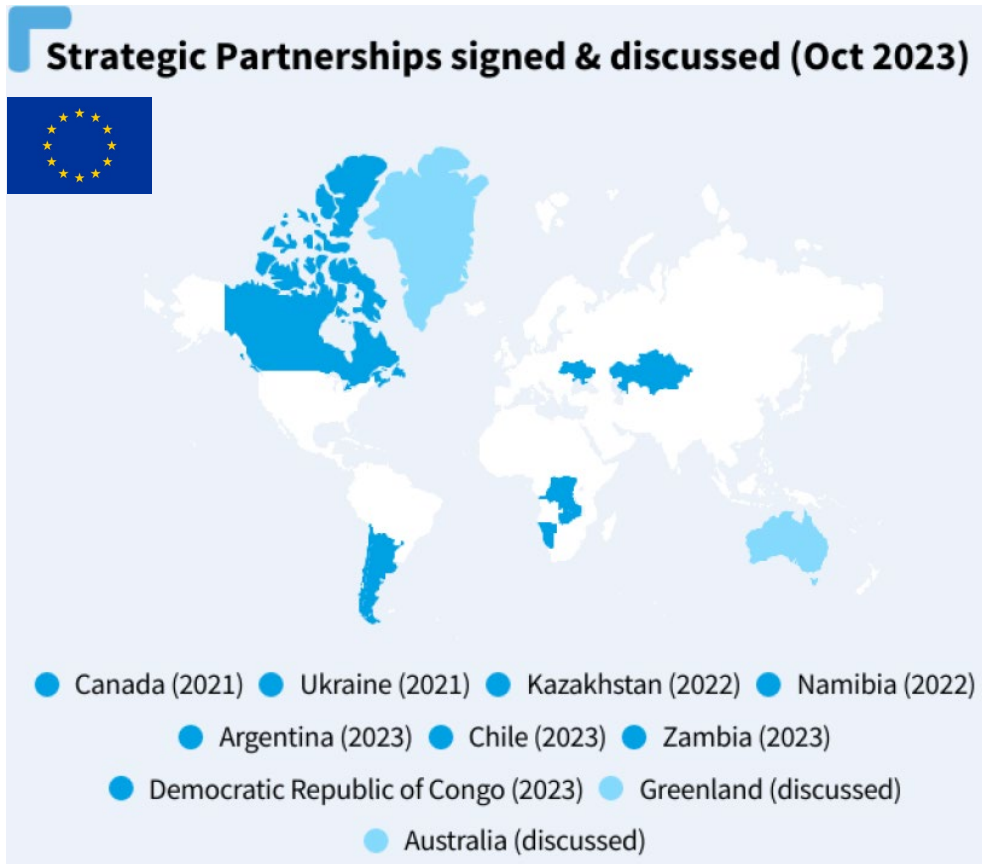 Strategic Partnerships signed & discussed (Oct 2023)
Canada (2021) Ukraine (2021) Kazakhstan (2022) Namibia (2022)
Argentina (2023) Chile (2023) Zambia (2023)
Democratic Republic of Congo (2023) Greenland (discussed)
Australia (discussed)